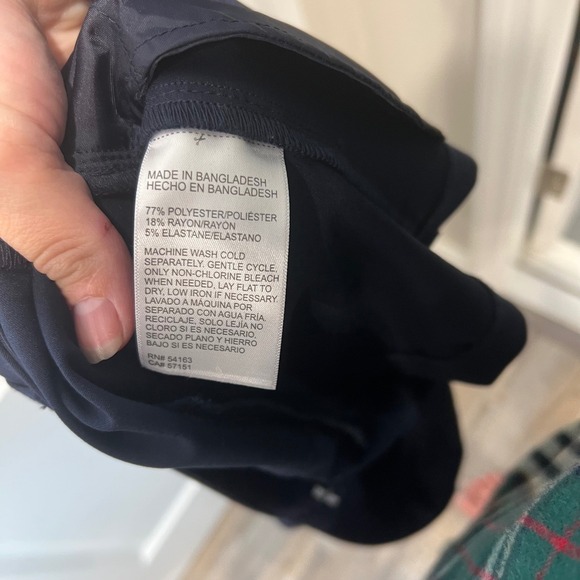 MADE IN BANGLADESH
HECHO EN BANGLADESH
77% POLYESTER/POLIÉSTER
18% RAYON/RAYON
5% ELASTANE/ELASTANO
MACHINE WASH COLD
SEPARATELY. GENTLE CYCLE.
ONLY NON-CHLORINE BLEACH
WHEN NEEDED, LAY FLAT TO
DRY, LOW IRON IF NECESSARY.
LAVADO A MÁQUINA POR
SEPARADO CON AGUA FRÍA.
RECICLAJE, SOLO LEJÍA NO
CLORADA SI ES NECESARIO,
SECADO PLANO Y HIERRO
BAJO SI ES NECESARIO
RN# 54163
CA# 57151